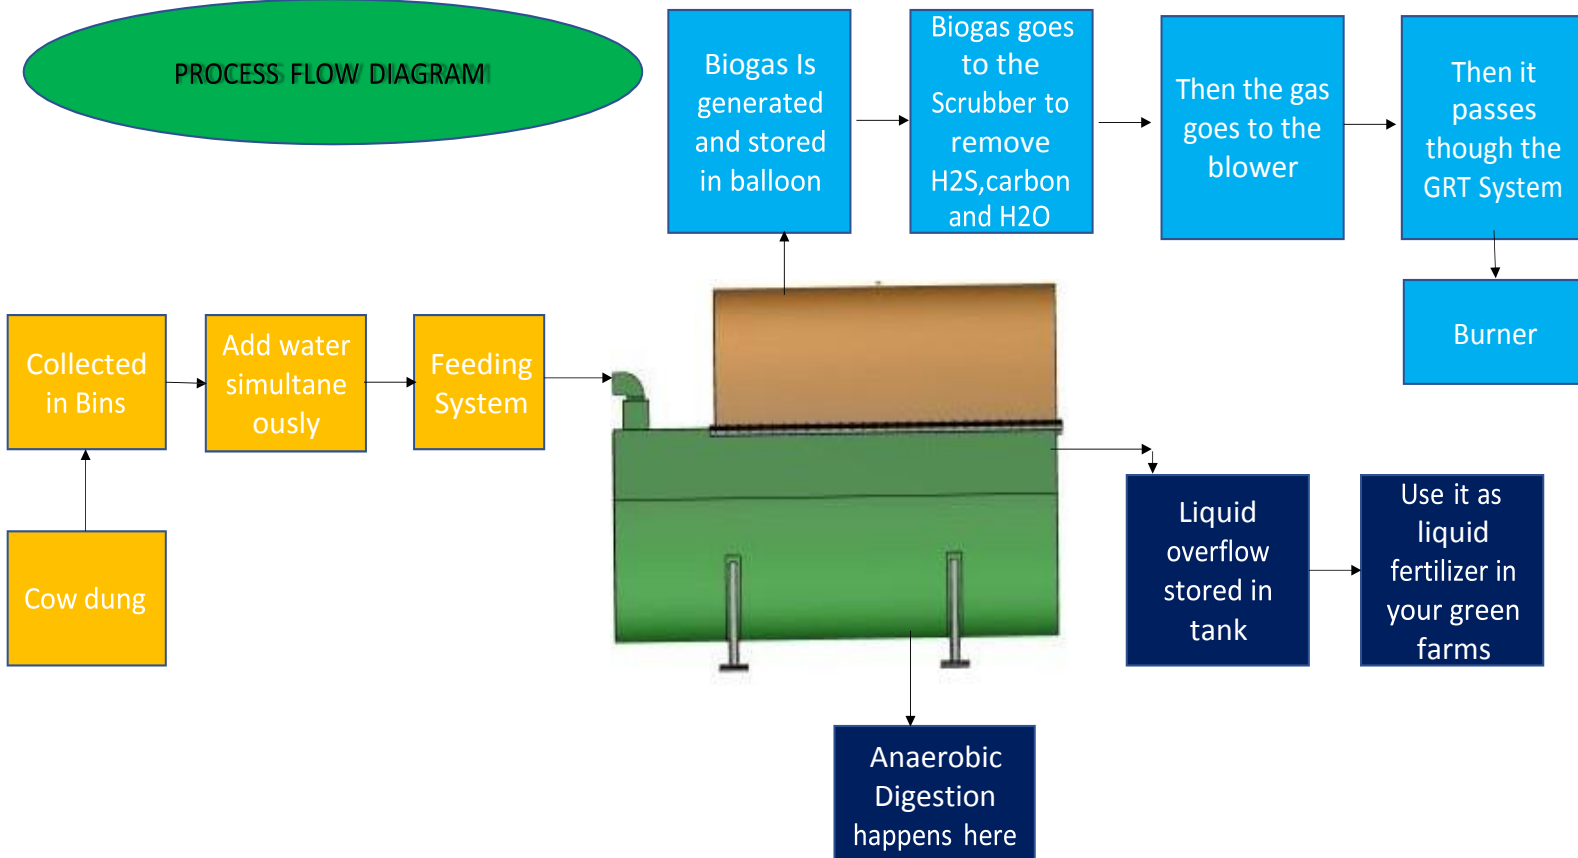 PROCESS FLOW DIAGRAM
Biogas Is
generated
and stored
in balloon
Biogas goes
to the
Scrubber to
remove
H2S,carbon
and H2O
Then the gas
goes to the
blower
Then it
passes
though the
GRT System
Burner
Collected
in Bins
Add water
simultane
ously
Feeding
System
Cow dung
Liquid
overflow
stored in
tank
Use it as
liquid
fertilizer in
your green
farms
Anaerobic
Digestion
happens here